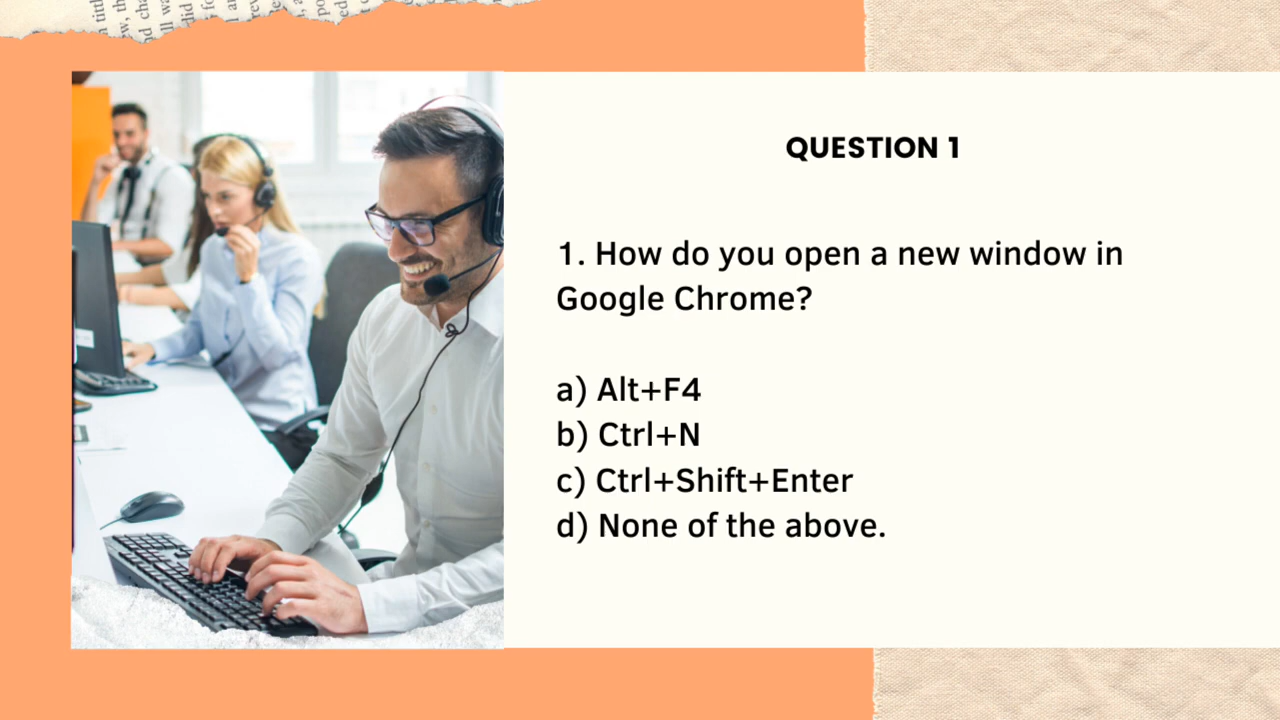 QUESTION 1
1. How do you open a new window in
Google Chrome?
a) Alt+F4
b) Ctrl+N
c) Ctrl+Shift+Enter
d) None of the above.